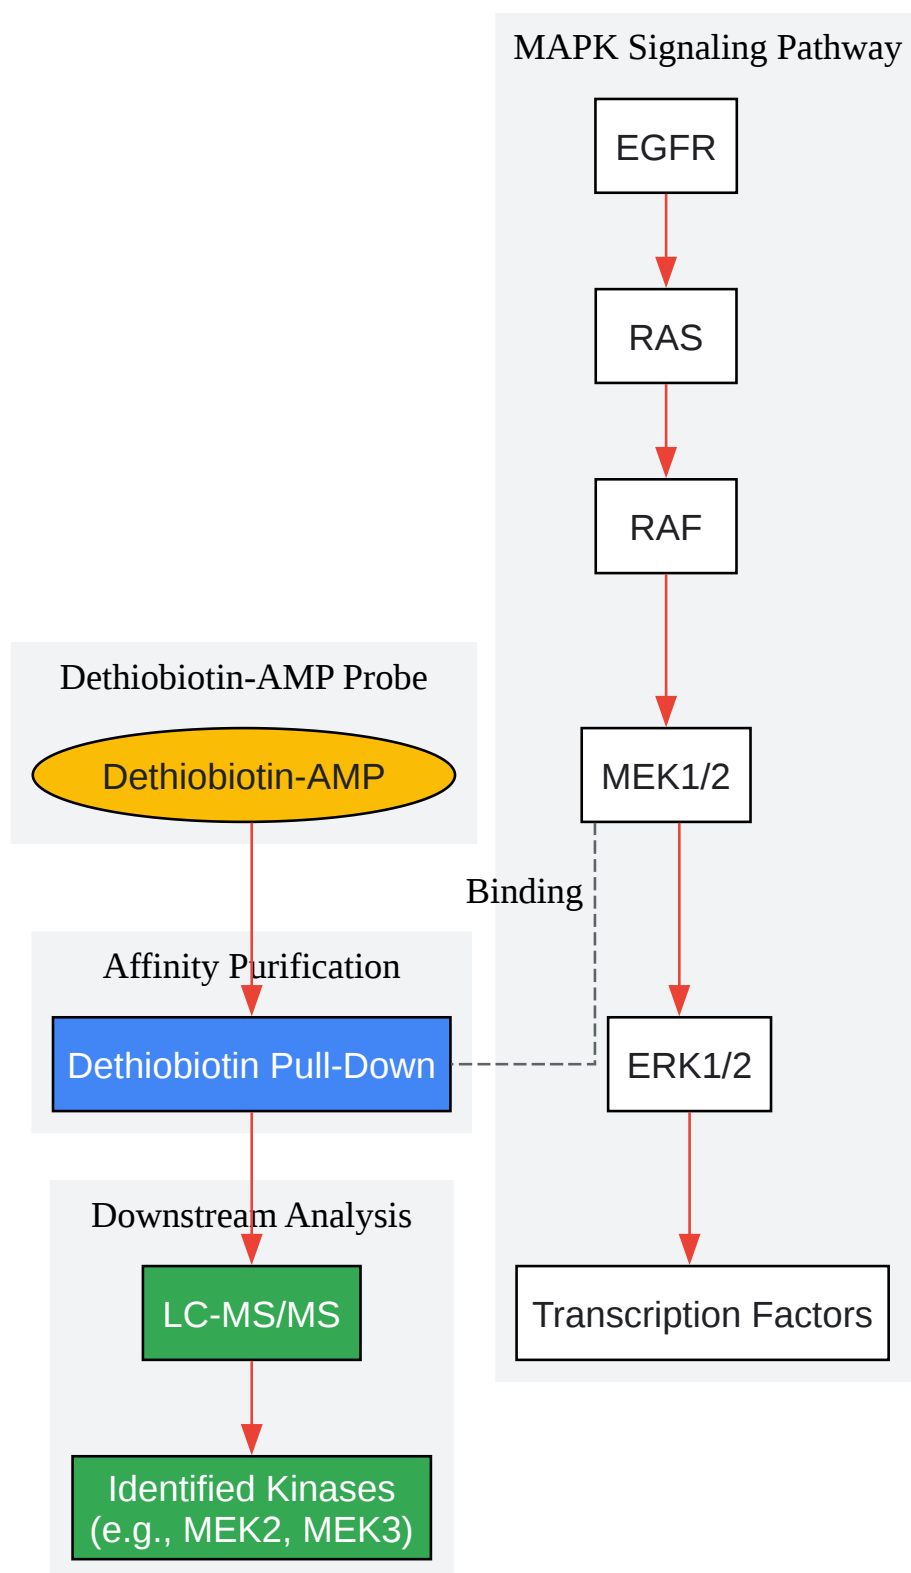 MAPK Signaling Pathway
EGFR
RAS
RAF
Dethiobiotin-AMP Probe
Dethiobiotin-AMP
MEK1/2
Binding
Affinity Purification
Dethiobiotin Pull-Down
ERK1/2
Downstream Analysis
LC-MS/MS
Transcription Factors
Identified Kinases
(e.g., MEK2, MEK3)